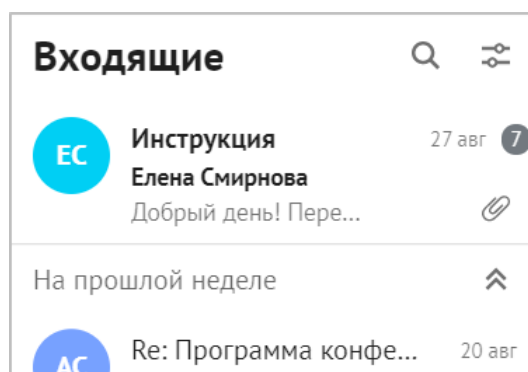 Входящие
ЕС Инструкция 27 авг 7
Елена Смирнова
Добрый день! Пере...
На прошлой неделе
АС Re: Программа конфе... 20 авг